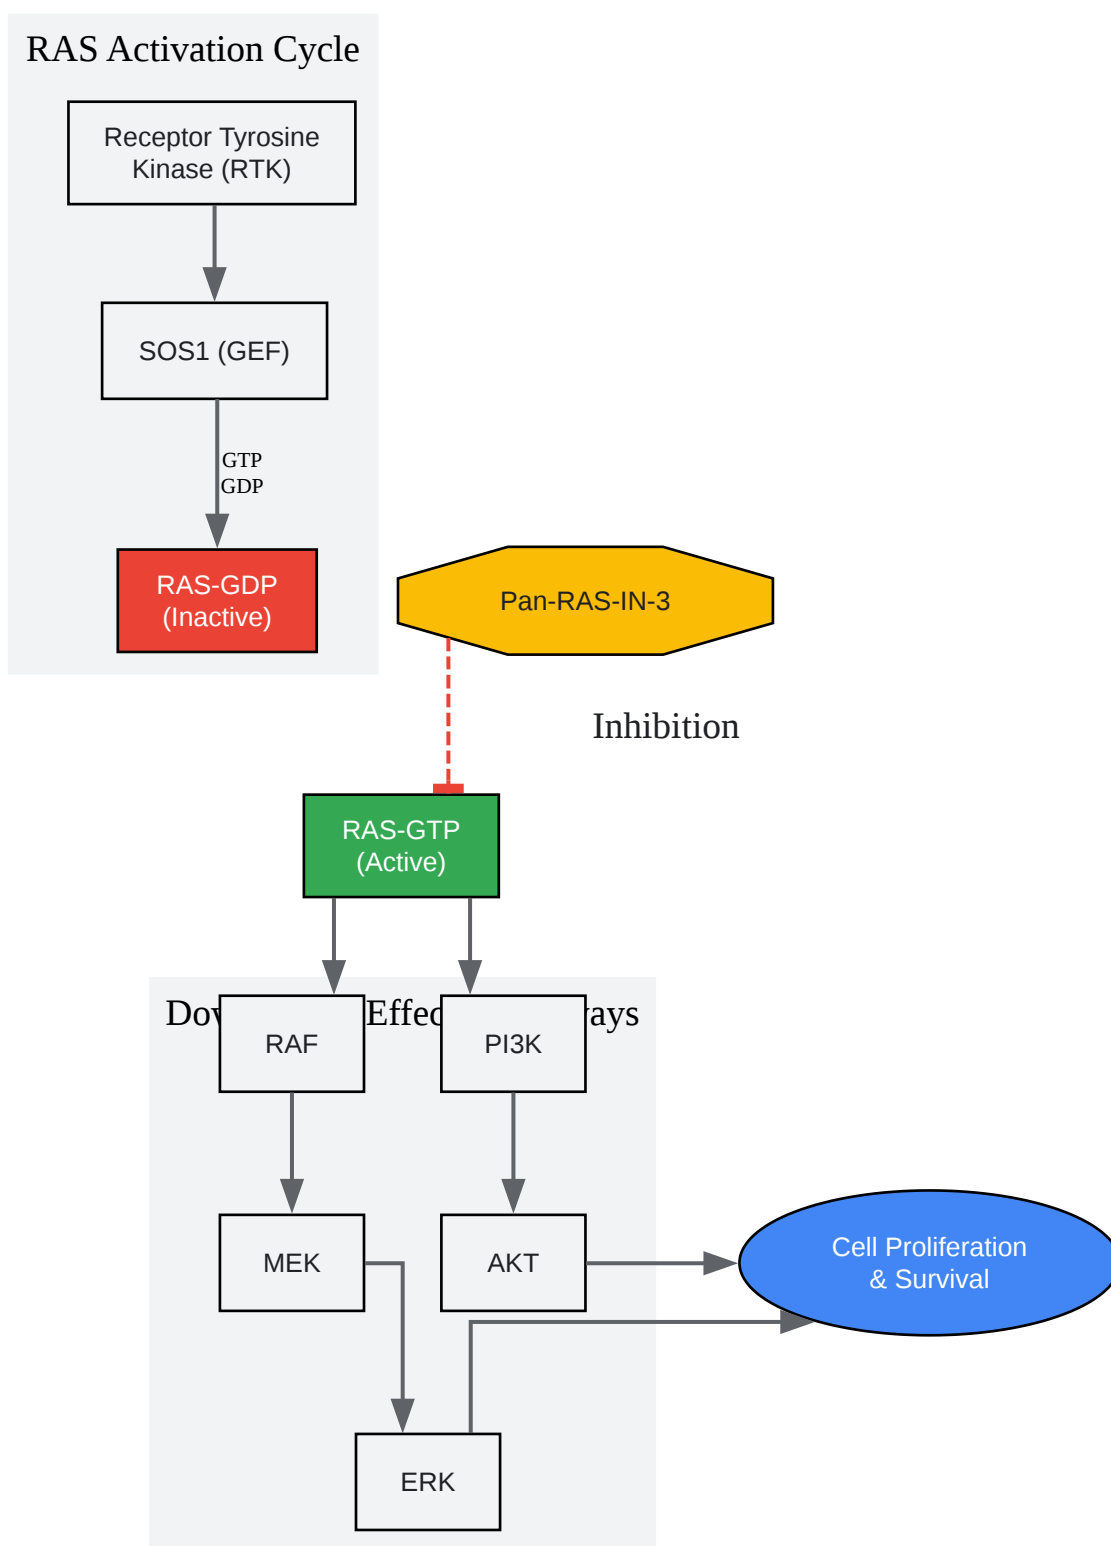 RAS Activation Cycle
Receptor Tyrosine
Kinase (RTK)
SOS1 (GEF)
GTP
GDP
RAS-GDP
(Inactive)
Pan-RAS-IN-3
Inhibition
RAS-GTP
(Active)
RAF
PI3K
MEK
AKT
Cell Proliferation
& Survival
ERK